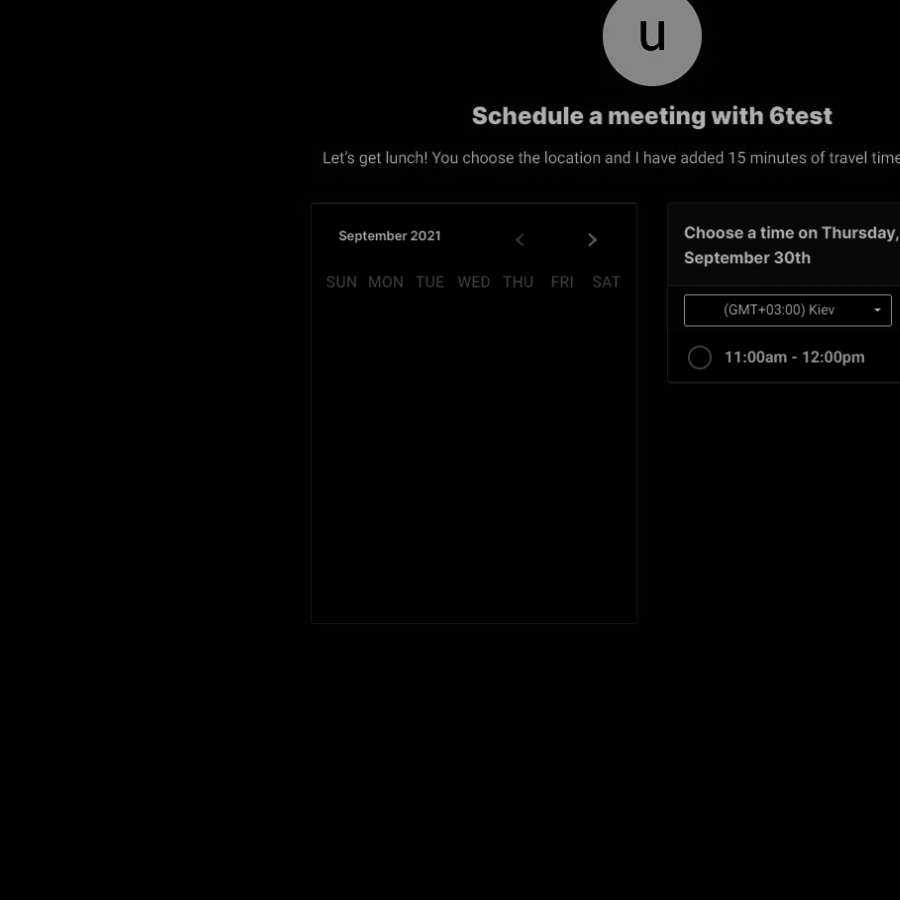 u
Schedule a meeting with 6test
Let's get lunch! You choose the location and I have added 15 minutes of travel time
September 2021
SUN MON TUE WED THU FRI SAT
Choose a time on Thursday,
September 30th
(GMT+03:00) Kiev
11:00am - 12:00pm